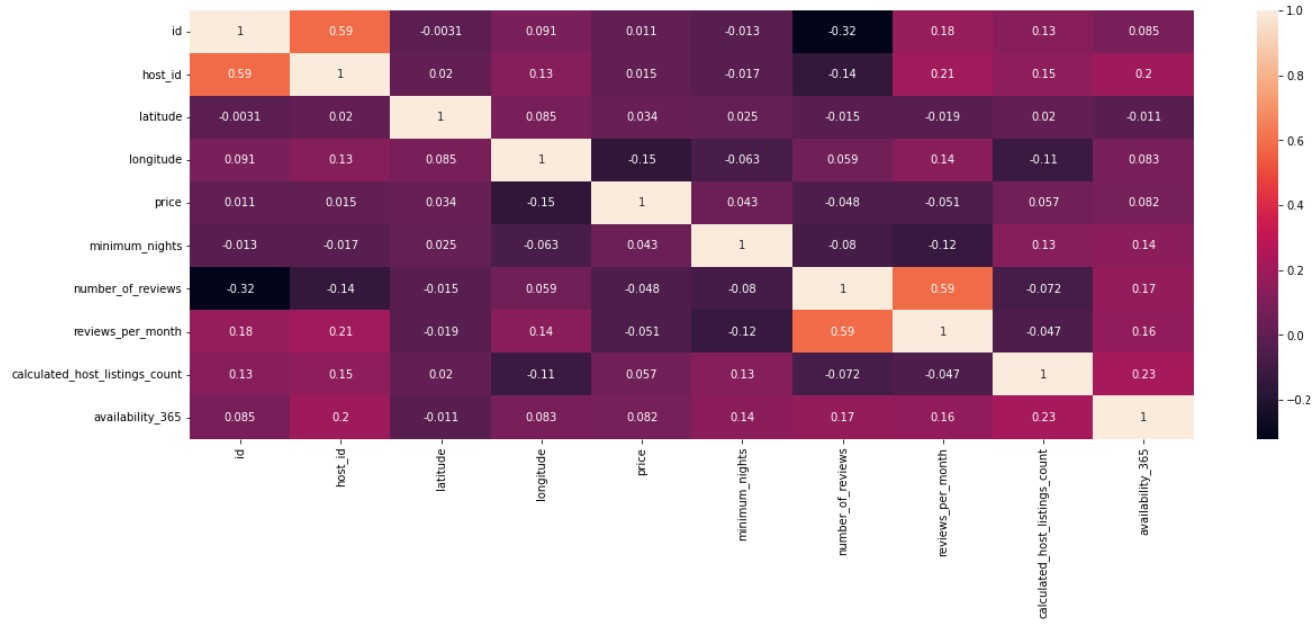 id 1 0.59 -0.0031 0.091 0.011 -0.013 -0.32 0.18 0.13 0.085
host_id 0.59 1 0.02 0.13 0.015 -0.017 -0.14 0.21 0.15 0.2
latitude -0.0031 0.02 1 0.085 0.034 0.025 -0.015 -0.019 0.02 -0.011
longitude 0.091 0.13 0.085 1 -0.15 -0.063 0.059 0.14 -0.11 0.083
price 0.011 0.015 0.034 -0.15 1 0.043 -0.048 -0.051 0.057 0.082
minimum_nights -0.013 -0.017 0.025 -0.063 0.043 1 -0.08 -0.12 0.13 0.14
number_of_reviews -0.32 -0.14 -0.015 0.059 -0.048 -0.08 1 0.59 -0.072 0.17
reviews_per_month 0.18 0.21 -0.019 0.14 -0.051 -0.12 0.59 1 -0.047 0.16
calculated_host_listings_count 0.13 0.15 0.02 -0.11 0.057 0.13 -0.072 -0.047 1 0.23
availability_365 0.085 0.2 -0.011 0.083 0.082 0.14 0.17 0.16 0.23 1
id host_id latitude longitude price minimum_nights number_of_reviews reviews_per_month calculated_host_listings_count availability_365
1.0
0.8
0.6
0.4
0.2
0.0
−0.2